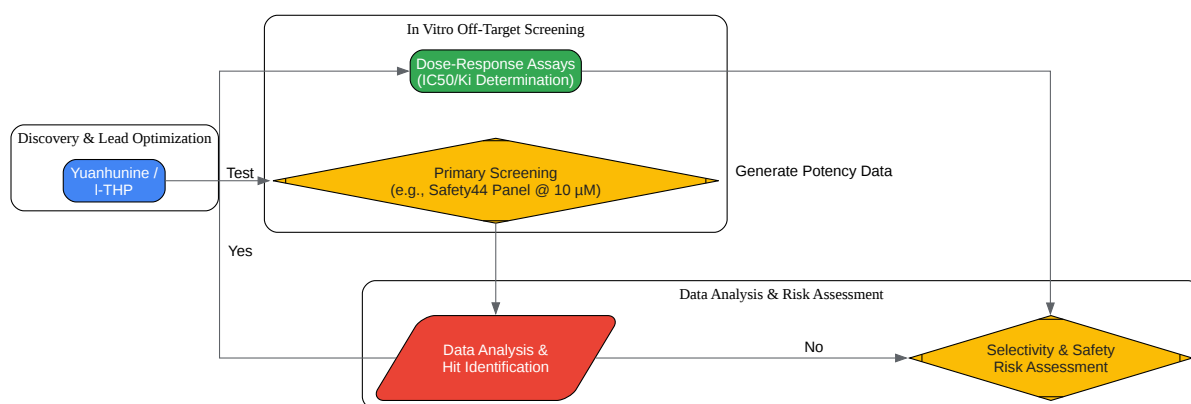 In Vitro Off-Target Screening
Dose-Response Assays
(IC50/Ki Determination)
Discovery & Lead Optimization
Yuanhunine /
l-THP
Test
Primary Screening
(e.g., Safety44 Panel @ 10 µM)
Generate Potency Data
Yes
Data Analysis & Risk Assessment
Data Analysis &
Hit Identification
No
Selectivity & Safety
Risk Assessment